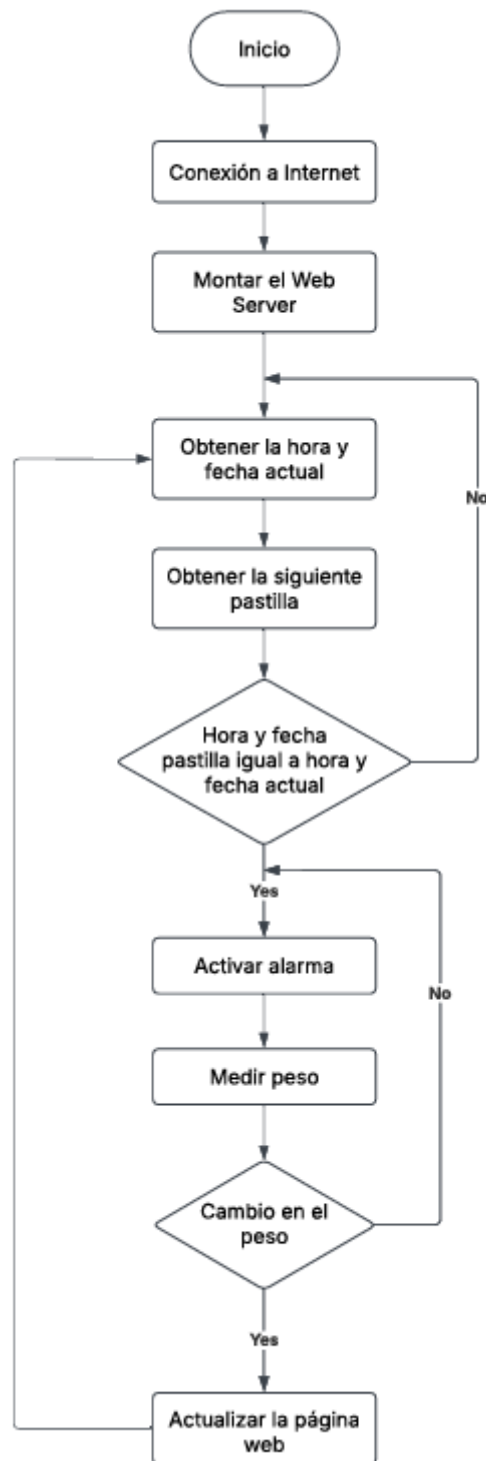 Inicio
Conexión a Internet
Montar el Web
Server
Obtener la hora y
fecha actual
No
Obtener la siguiente
pastilla
Hora y fecha
pastilla igual a hora y
fecha actual
Yes
Activar alarma
No
Medir peso
Cambio en el
peso
Yes
Actualizar la página
web